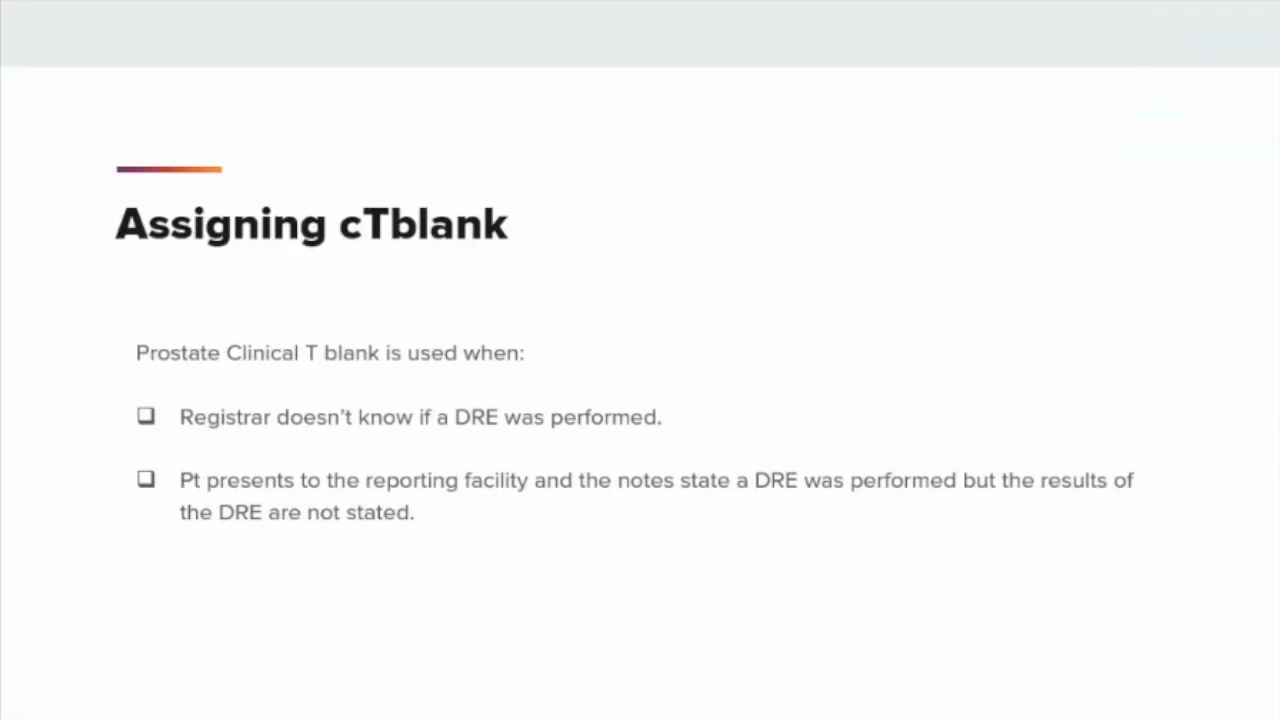 Assigning cTblank
Prostate Clinical T blank is used when:
❑ Registrar doesn't know if a DRE was performed.
❑ Pt presents to the reporting facility and the notes state a DRE was performed but the results of
the DRE are not stated.